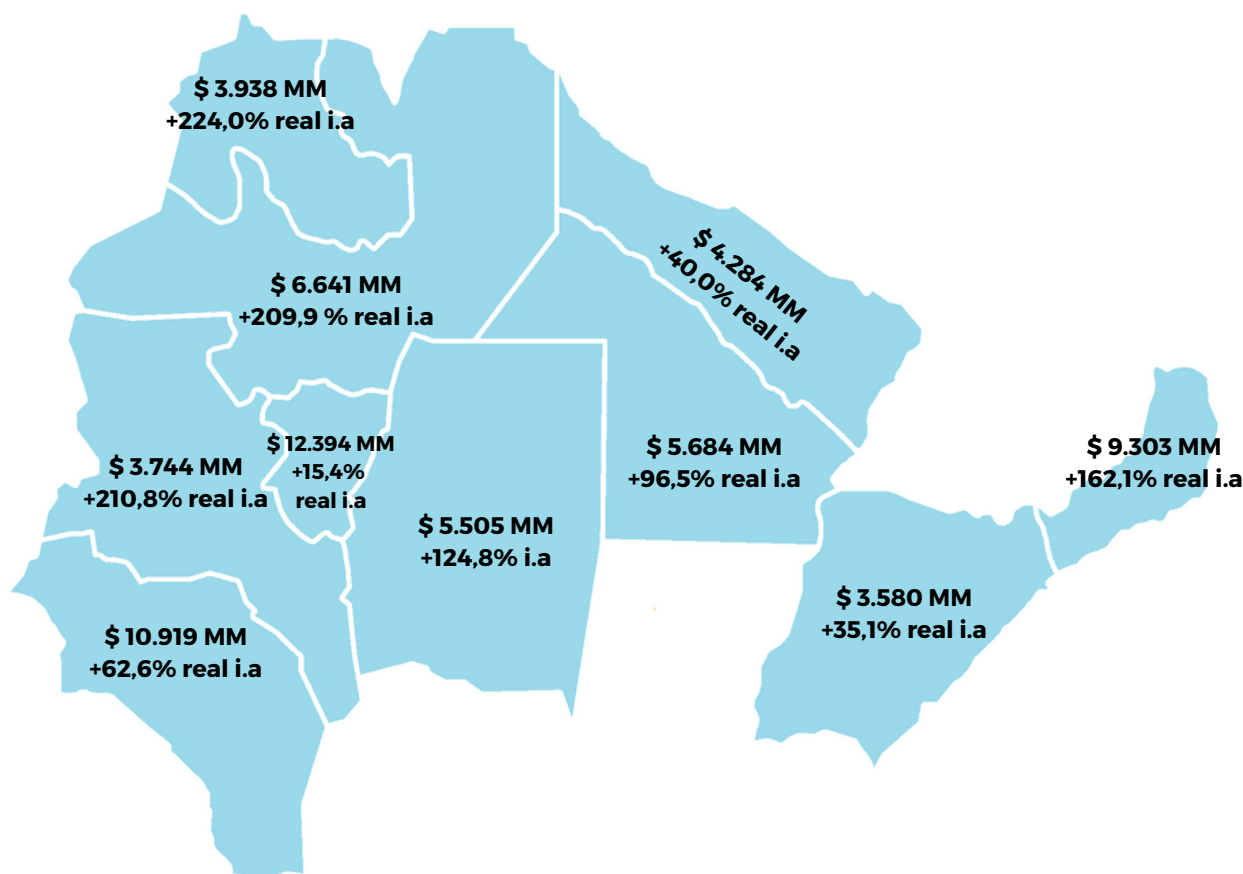 $ 3.938 MM
+224,0% real i.a
$ 4.284 MM
+40,0% real i.a
$ 6.641 MM
+209,9 % real i.a
$ 12.394 MM
+15,4%
real i.a
$ 3.744 MM
+210,8% real i.a
$ 5.684 MM
+96,5% real i.a
$ 9.303 MM
+162,1% real i.a
$ 5.505 MM
+124,8% i.a
$ 3.580 MM
+35,1% real i.a
$ 10.919 MM
+62,6% real i.a